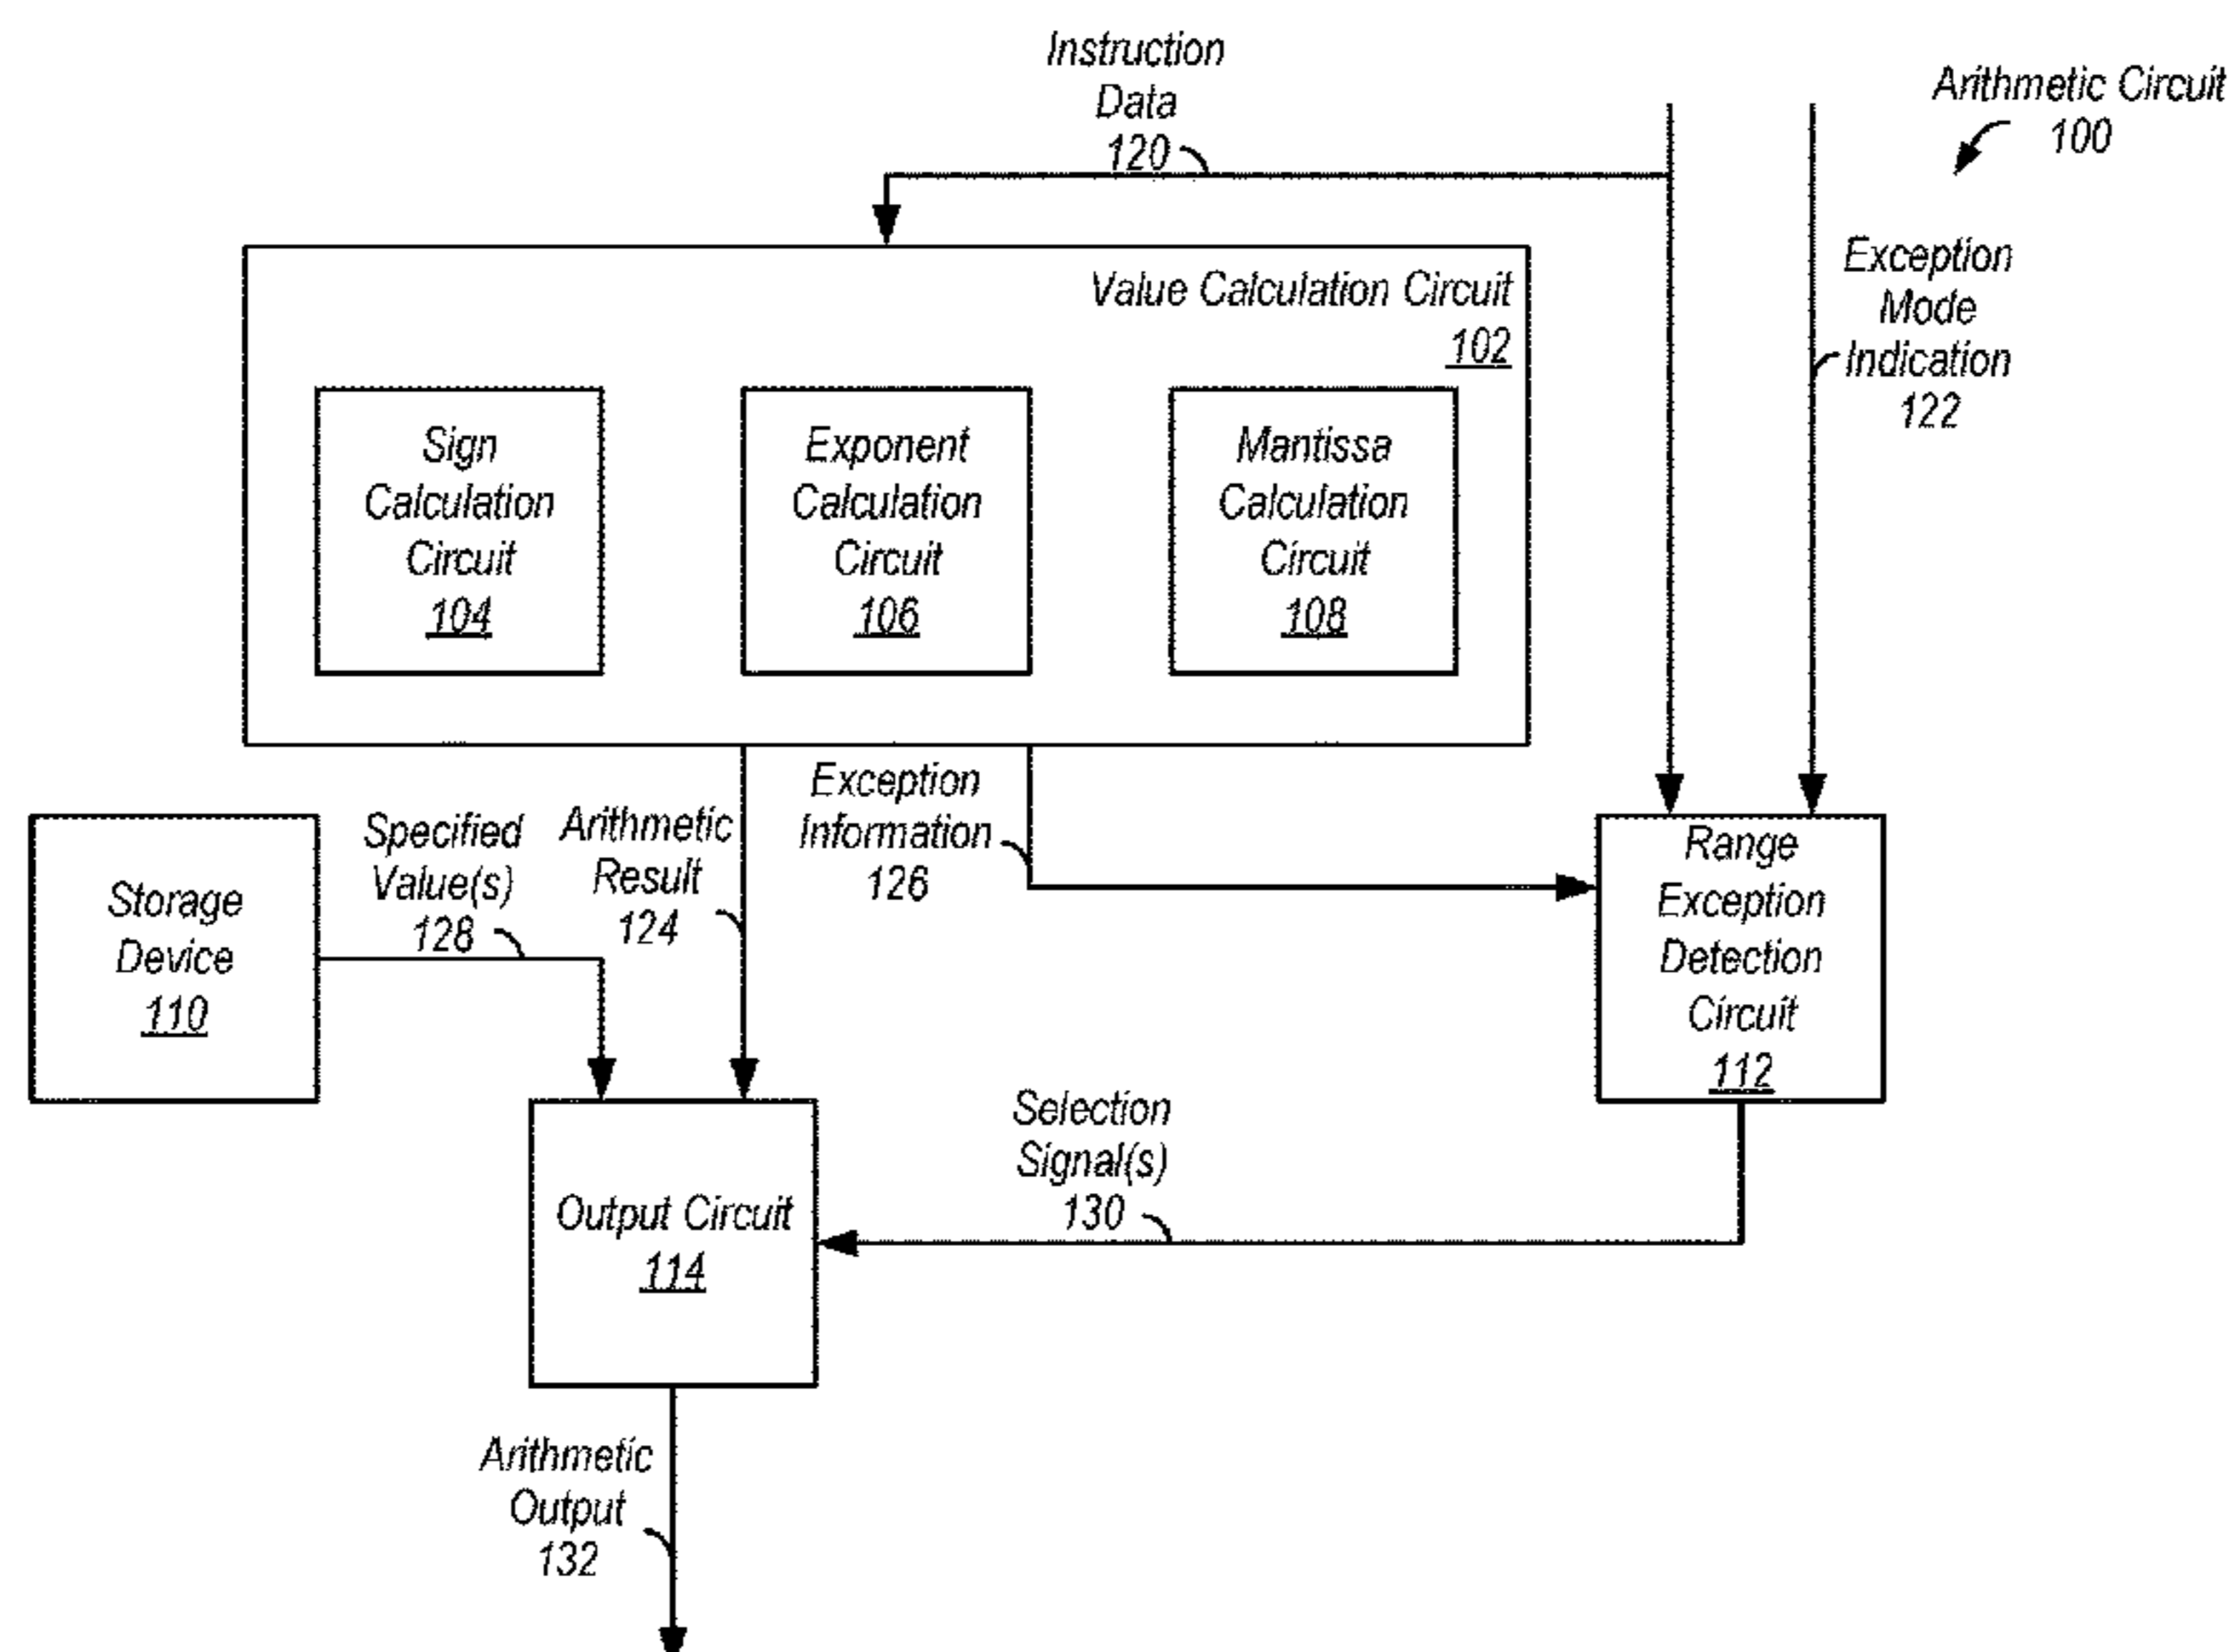 Instruction
Data
120
Arithmetic Circuit
100
Exception
Mode
Indication
122
Value Calculation Circuit
102
Sign
Calculation
Circuit
104
Exponent
Calculation
Circuit
106
Mantissa
Calculation
Circuit
108
Storage
Device
110
Specified
Value(s)
128
Arithmetic
Result
124
Exception
Information
126
Range
Exception
Detection
Circuit
112
Output Circuit
114
Selection
Signal(s)
130
Arithmetic
Output
132